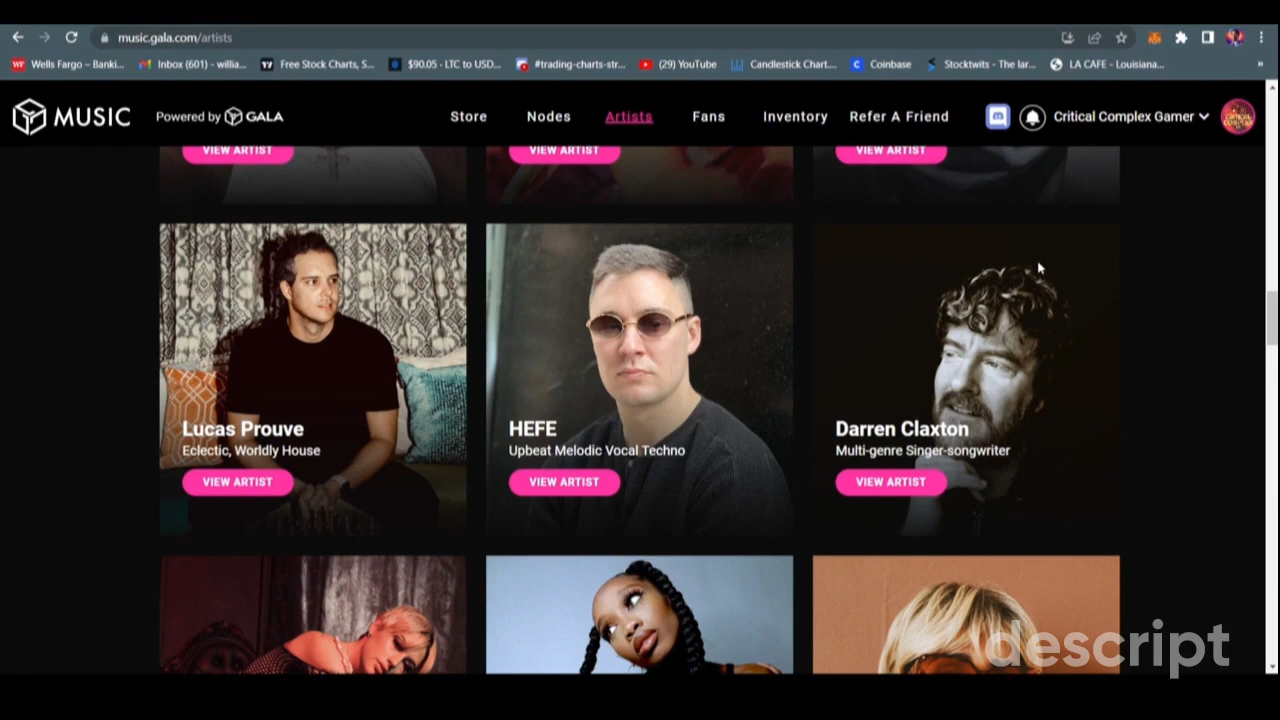 music.gala.com/artists
WF Wells Fargo – Banki... Inbox (601) - willia... Free Stock Charts, S... $90.05 - LTC to USD... #trading-charts-str... (29) YouTube Candlestick Chart.... Coinbase Stocktwits - The lar... LA CAFE - Louisiana... »
MUSIC Powered by GALA Store Nodes Artists Fans Inventory Refer A Friend Critical Complex Gamer
VIEW ARTIST VIEW ARTIST VIEW ARTIST
Lucas Prouve HEFE Darren Claxton
Eclectic, Worldly House Upbeat Melodic Vocal Techno Multi-genre Singer-songwriter
VIEW ARTIST VIEW ARTIST VIEW ARTIST
descript